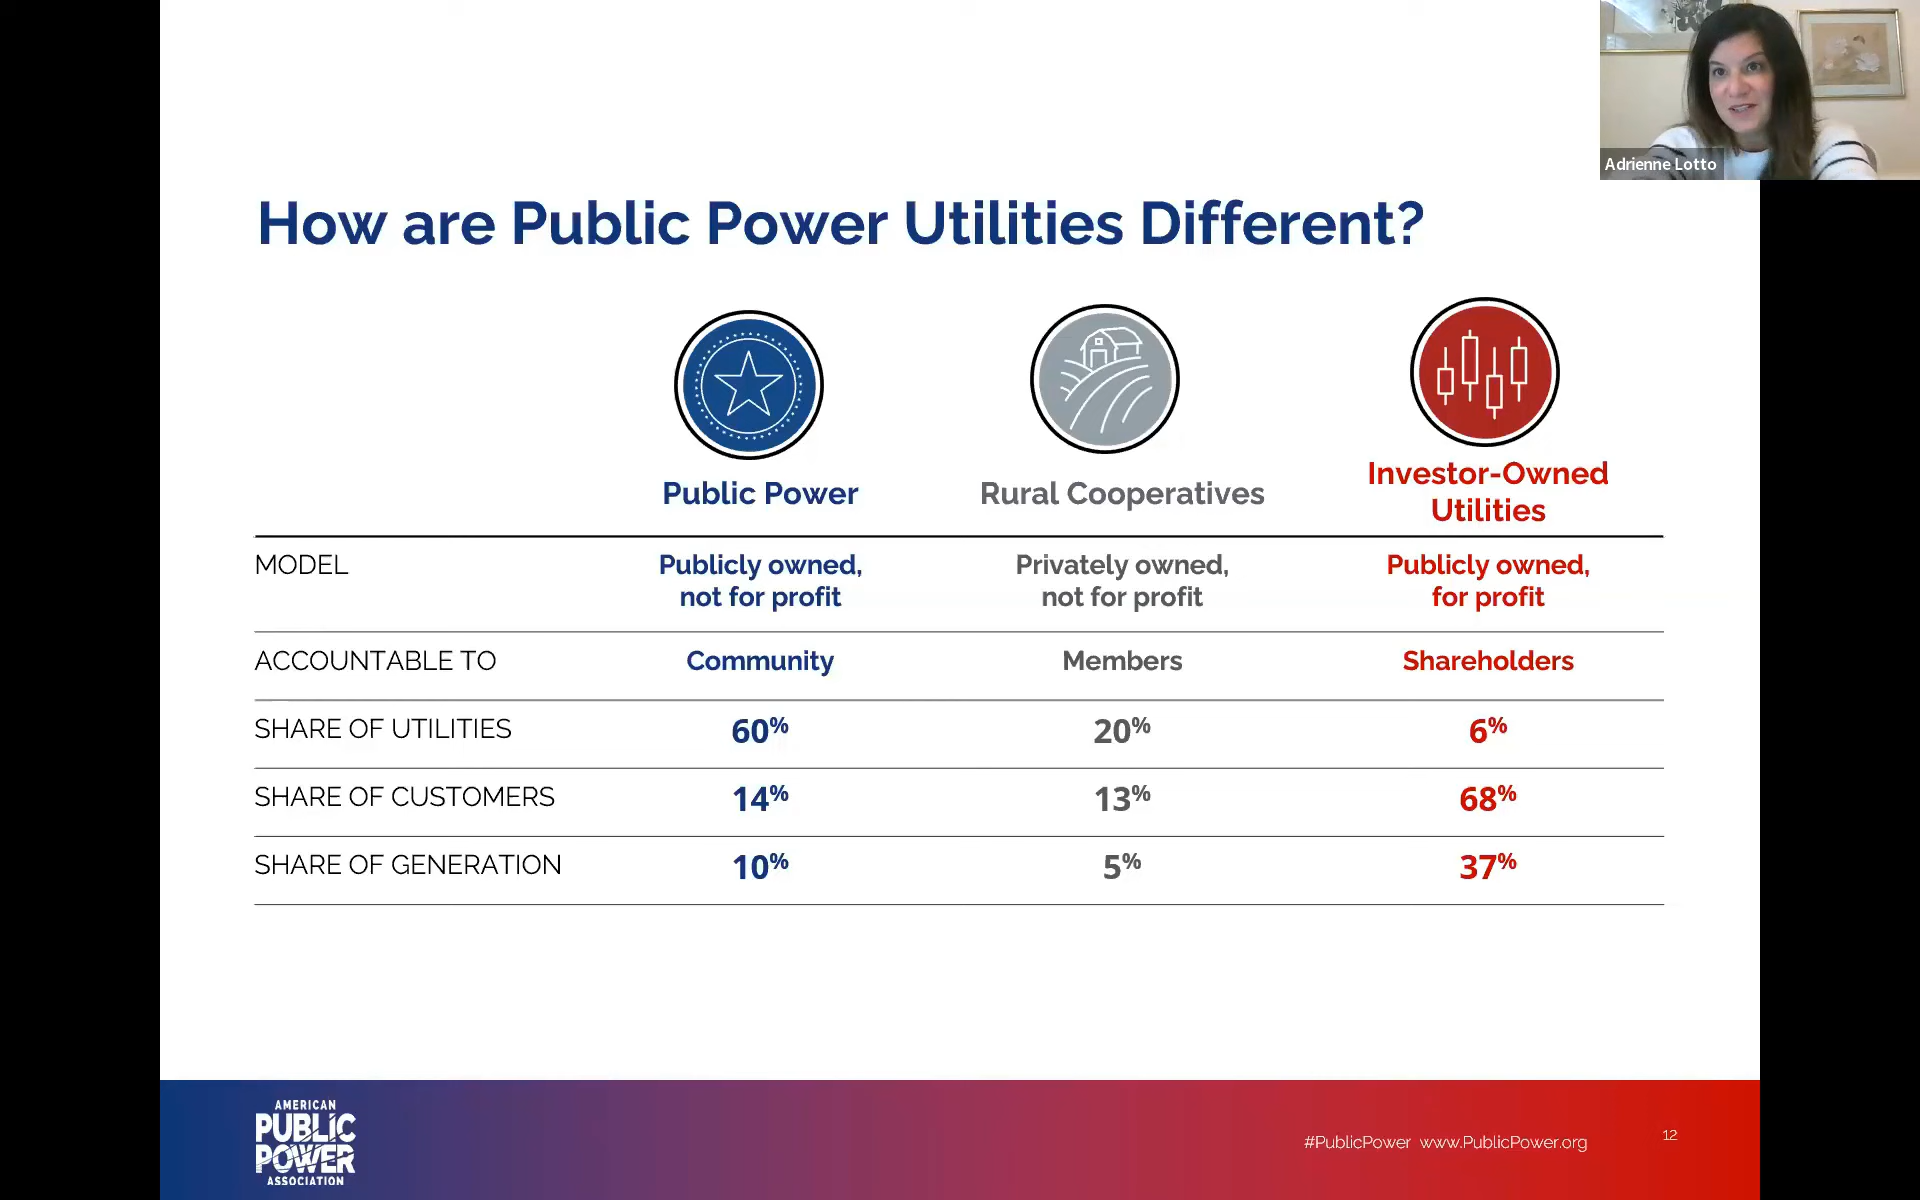 Adrienne Lotto
How are Public Power Utilities Different?
Public Power
Rural Cooperatives
Investor-Owned
Utilities
MODEL
Publicly owned,
not for profit
Privately owned,
not for profit
Publicly owned,
for profit
ACCOUNTABLE TO
Community
Members
Shareholders
SHARE OF UTILITIES
60%
20%
6%
SHARE OF CUSTOMERS
14%
13%
68%
SHARE OF GENERATION
10%
5%
37%
AMERICAN
PUBLIC
POWER
ASSOCIATION
#PublicPower www.PublicPower.org
12